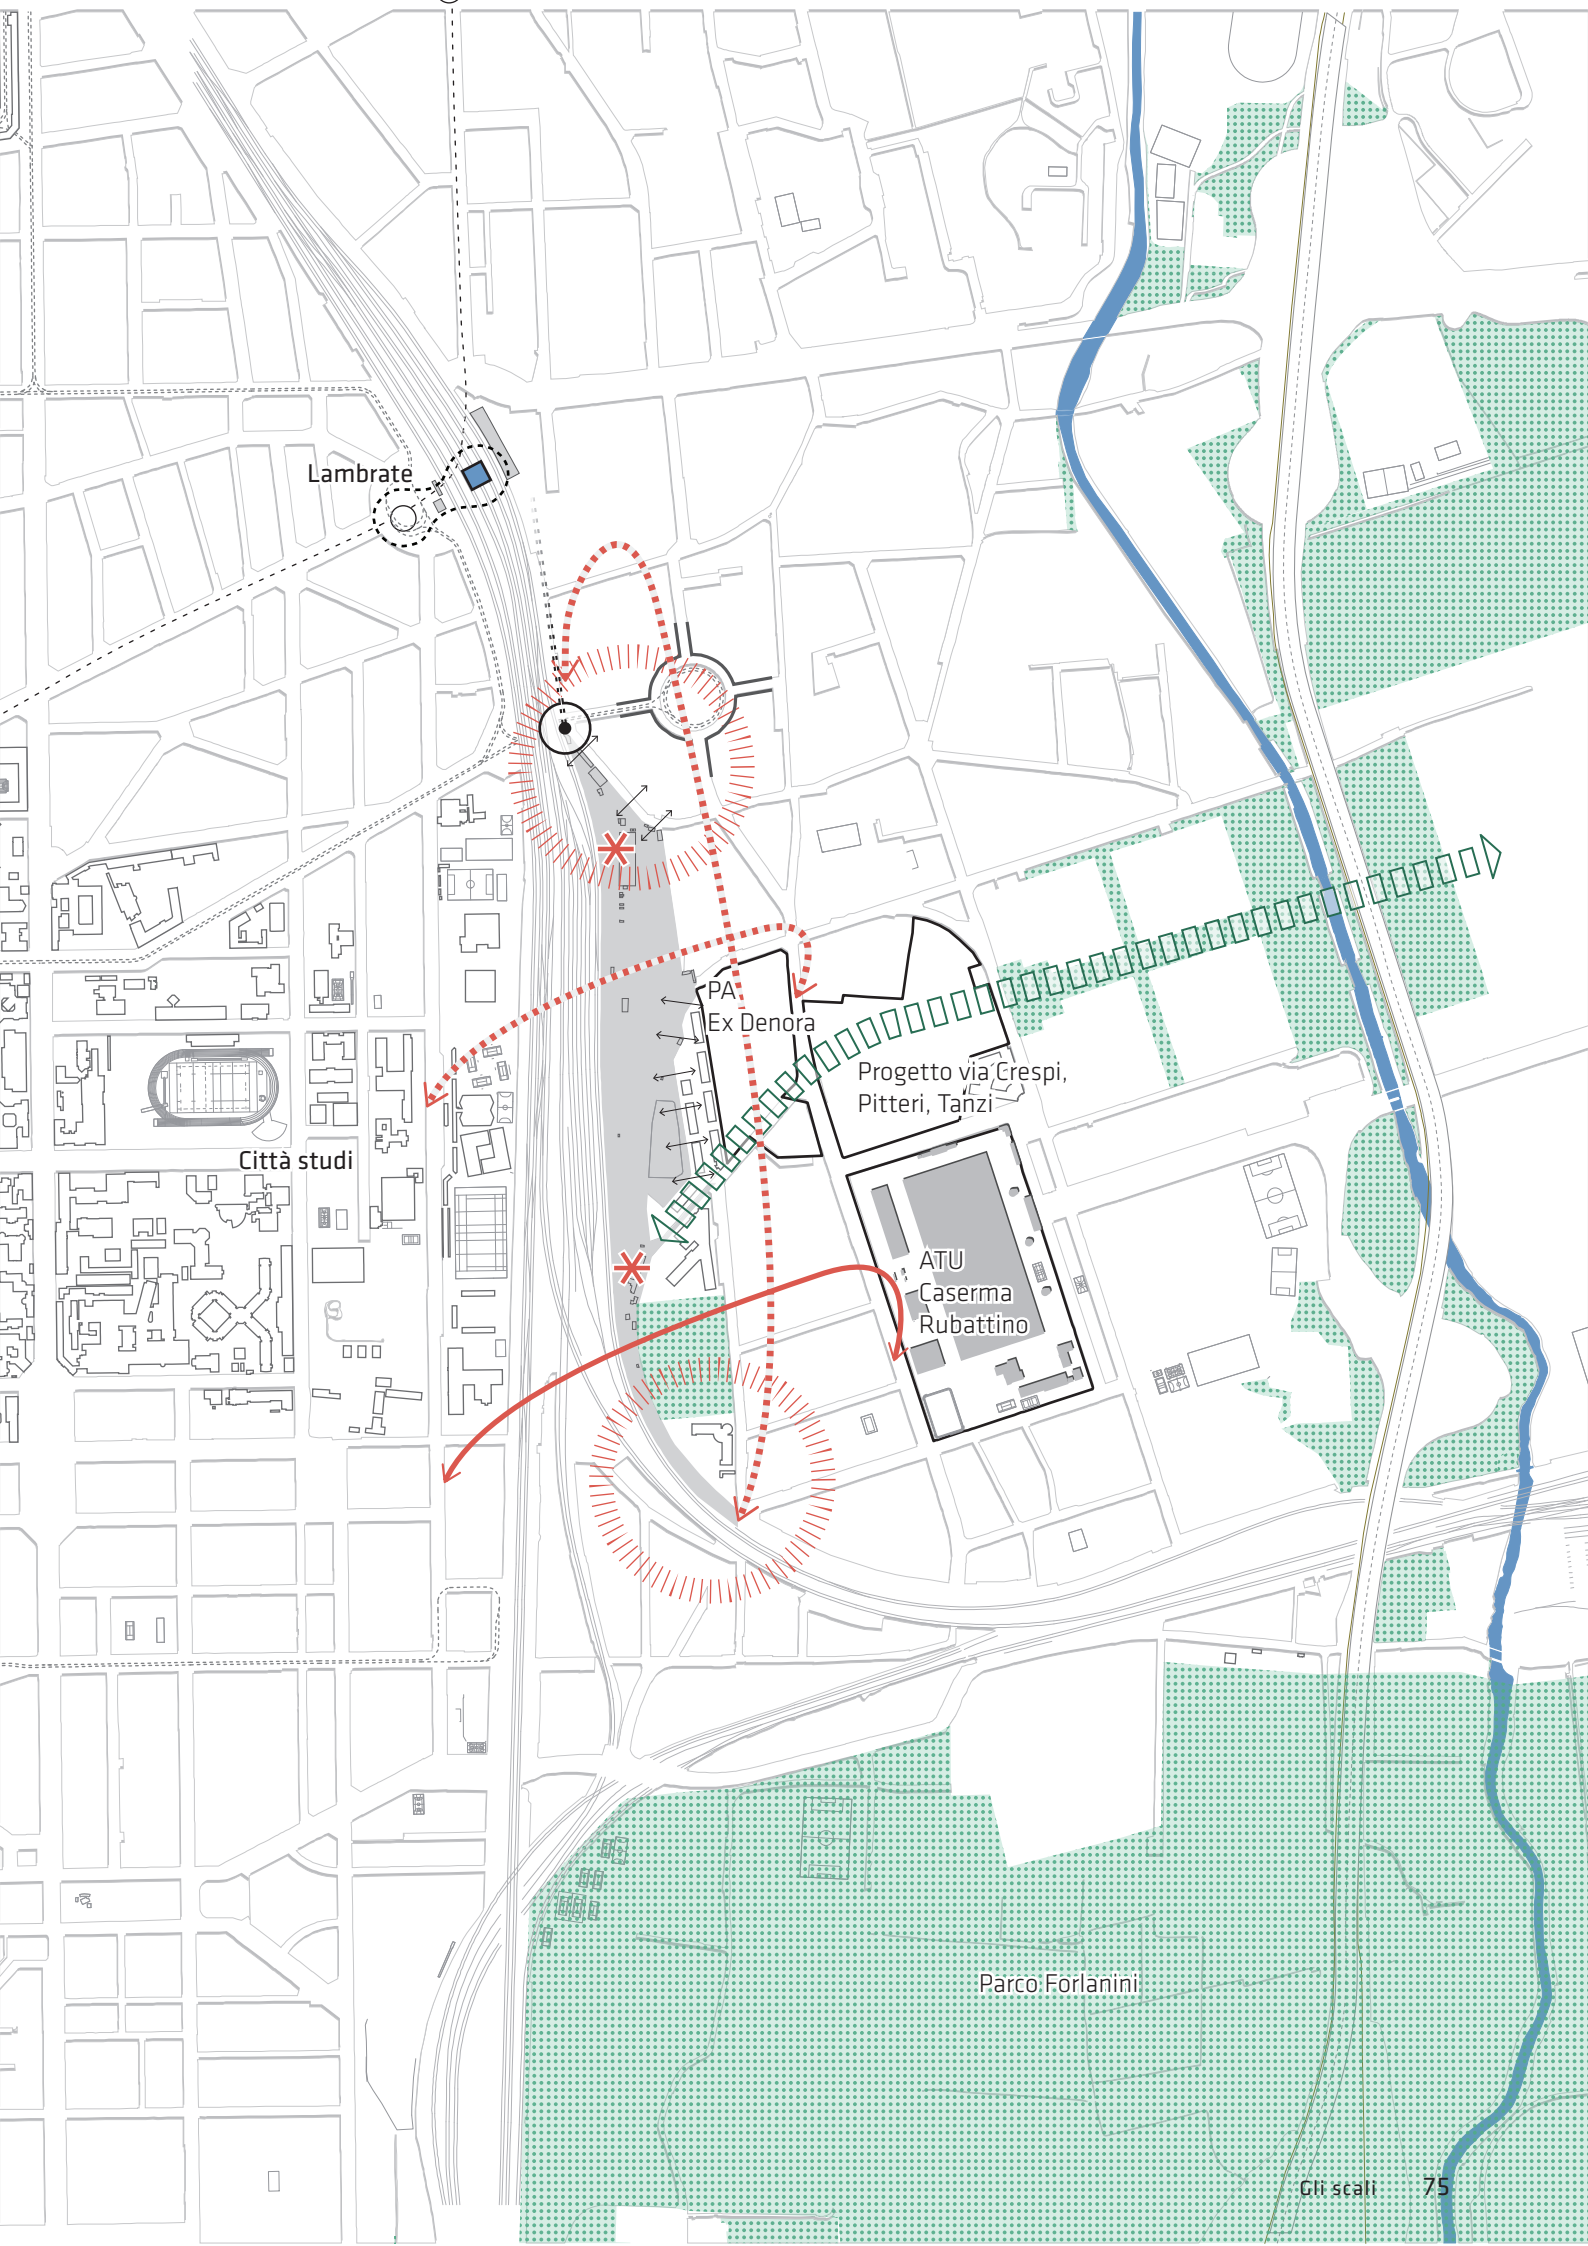 Lambrate
PA
Ex Denora
Progetto via Crespi,
Pitteri, Tanzi
Città studi
ATU
Caserma
Rubattino
Parco Forlanini
Gli scali 75